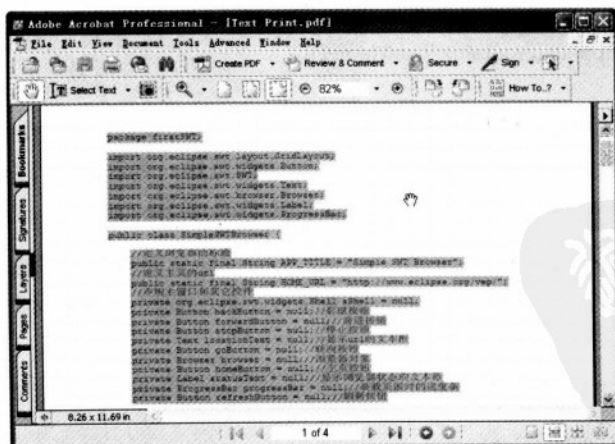 Adobe Acrobat Professional - [Text Print.pdf]
File Edit View Document Tools Advanced Window Help
Create PDF Review & Comment Secure Sign
Select Text 82% How To..?
Bookmarks
Signatures
Layers
Pages
Comments
package firstSWT;
import org.eclipse.swt.layout.GridLayout;
import org.eclipse.swt.widgets.Button;
import org.eclipse.swt.SWT;
import org.eclipse.swt.widgets.Text;
import org.eclipse.swt.browser.Browser;
import org.eclipse.swt.widgets.Label;
import org.eclipse.swt.widgets.ProgressBar;
public class SimpleSWTBrowser {
public static final String APP_TITLE = "Simple SWT Browser";
public static final String HOME_URL = "http://www.eclipse.org/vep/";
private org.eclipse.swt.widgets.Shell sShell = null;
private Button backButton = null;
private Button forwardButton = null;
private Button stopButton = null;
private Text locationText = null;
private Button goButton = null;
private Browser browser = null;
private Button homeButton = null;
private Label statusText = null;
private ProgressBar progressBar = null;
private Button refreshButton = null;
8.26 x 11.69 in
1 of 4